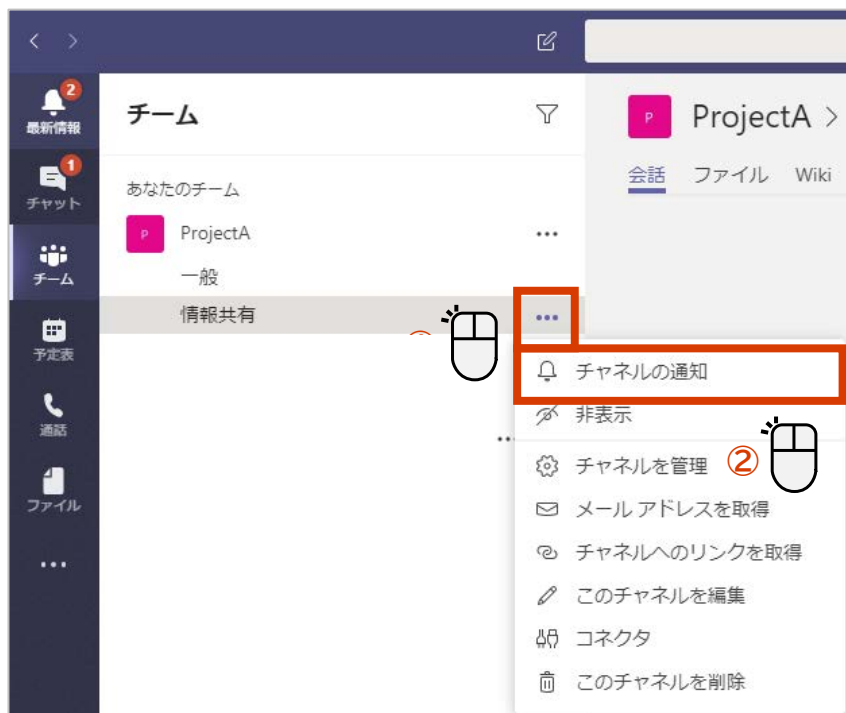 2
最新情報
1
チャット
チーム
予定表
通話
ファイル
チーム
あなたのチーム
P ProjectA
一般
情報共有
P ProjectA >
会話 ファイル Wiki
チャネルの通知
非表示
チャネルを管理 ②
メール アドレスを取得
チャネルへのリンクを取得
このチャネルを編集
コネクタ
このチャネルを削除